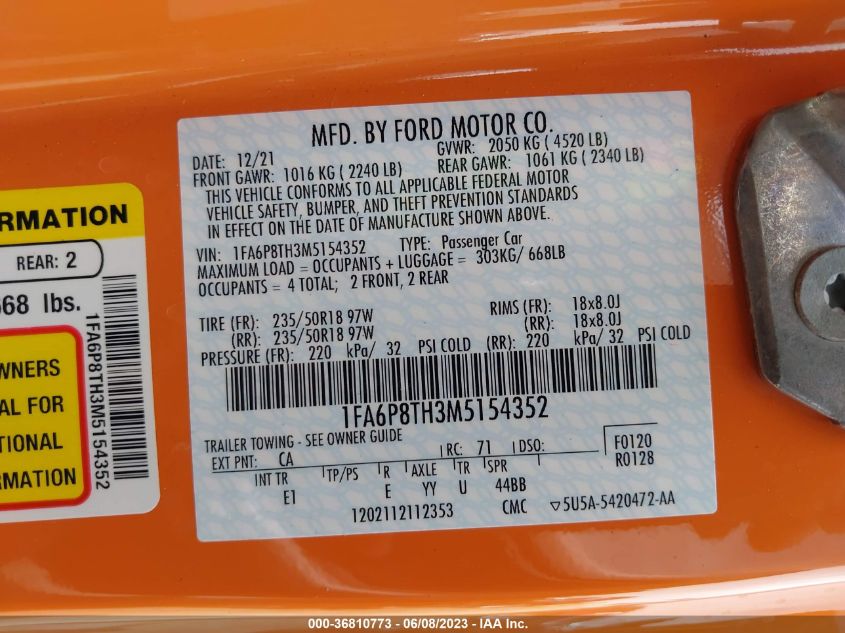 MFD. BY FORD MOTOR CO.
DATE: 12/21 GVWR: 2050 KG ( 4520 LB)
FRONT GAWR: 1016 KG ( 2240 LB) REAR GAWR: 1061 KG ( 2340 LB)
THIS VEHICLE CONFORMS TO ALL APPLICABLE FEDERAL MOTOR
VEHICLE SAFETY, BUMPER, AND THEFT PREVENTION STANDARDS
IN EFFECT ON THE DATE OF MANUFACTURE SHOWN ABOVE.
VIN: 1FA6P8TH3M5154352 TYPE: Passenger Car
MAXIMUM LOAD = OCCUPANTS + LUGGAGE = 303KG/ 668LB
OCCUPANTS = 4 TOTAL; 2 FRONT, 2 REAR
TIRE (FR): 235/50R18 97W RIMS (FR): 18x8.0J
(RR): 235/50R18 97W (RR): 18x8.0J
PRESSURE (FR): 220 kPa/ 32 PSI COLD (RR): 220 kPa/ 32 PSI COLD
1FA6P8TH3M5154352
TRAILER TOWING - SEE OWNER GUIDE
EXT PNT: CA RC: 71 DSO: F0120
R0128
INT TR TP/PS R AXLE TR SPR
E1 E YY U 44BB
1202112112353 CMC ▽5U5A-5420472-AA
RMATION
REAR: 2
668 lbs.
1FA6P8TH3M5154352
WNERS
AL FOR
TIONAL
RMATION
000-36810773 - 06/08/2023 - IAA Inc.